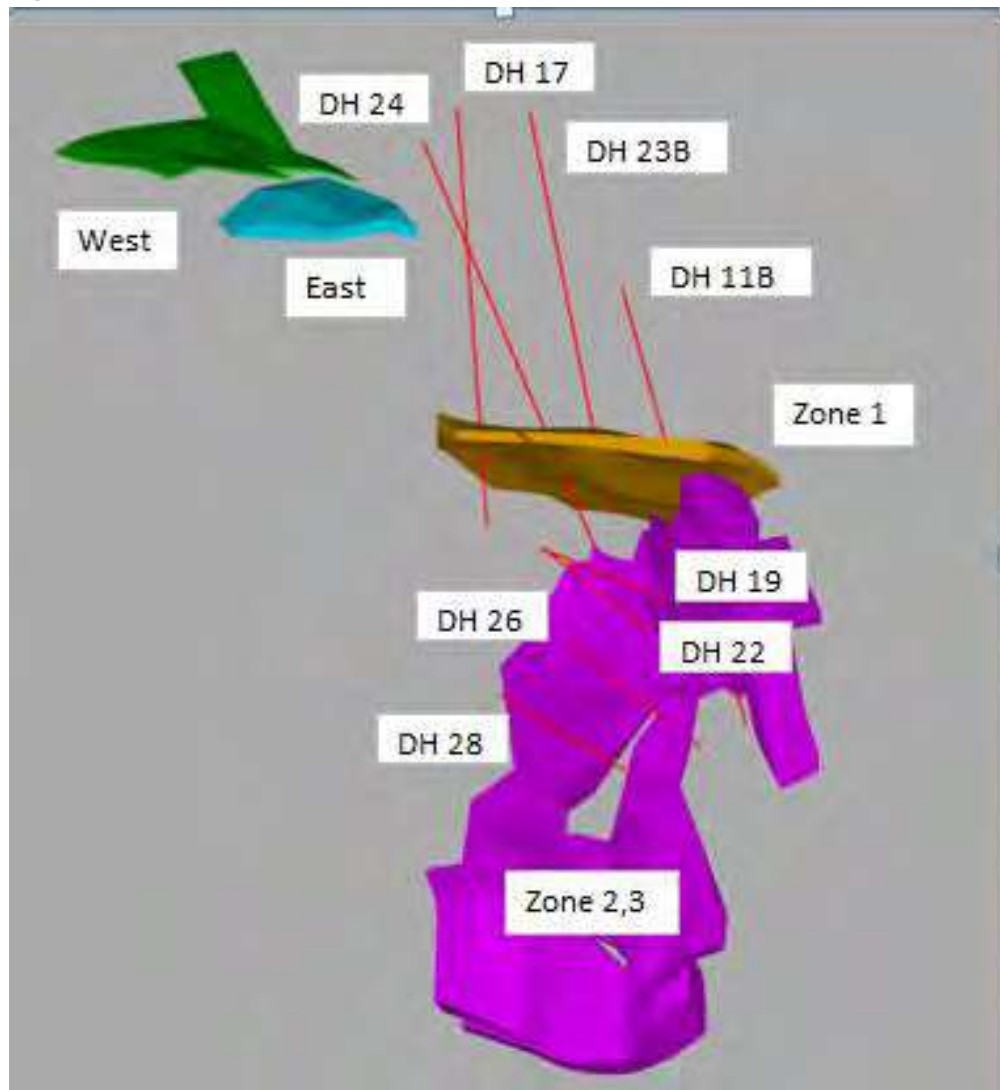 DH 17
DH 24
DH 23B
West
East
DH 11B
Zone 1
DH 19
DH 26
DH 22
DH 28
Zone 2,3